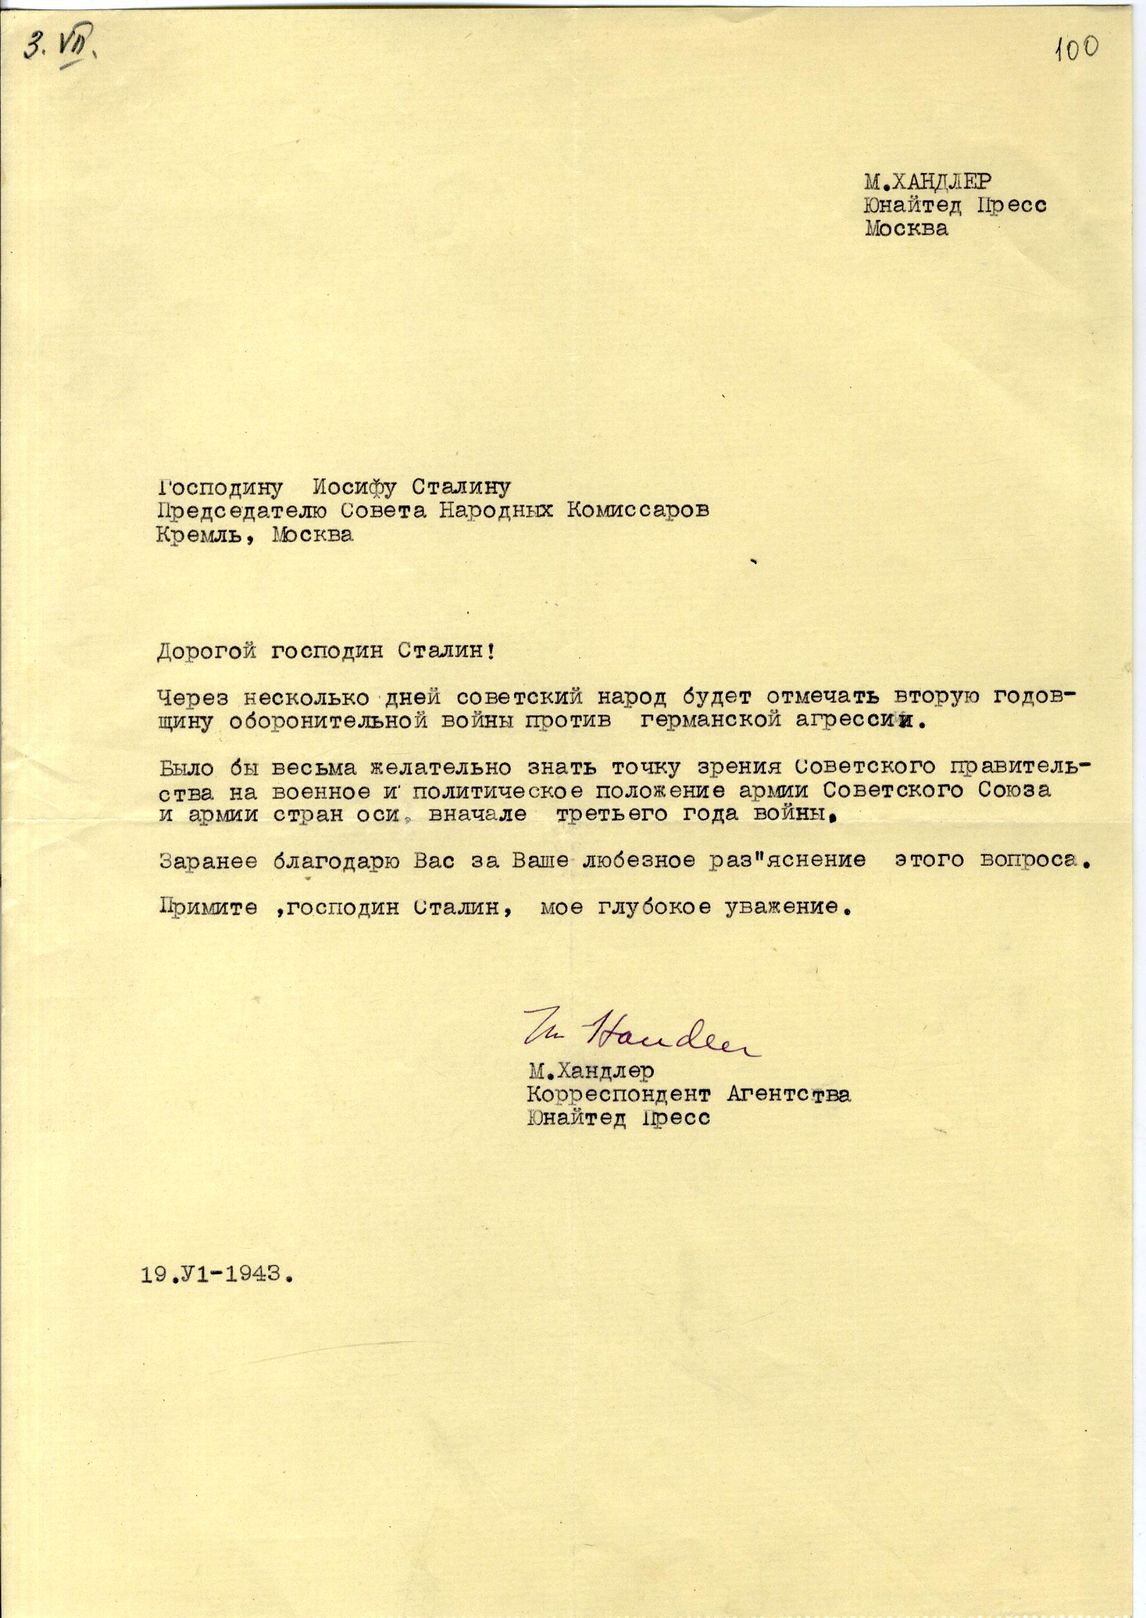 3. VII.
100
М.ХАНДЛЕР
Юнайтед Пресс
Москва
Господину Иосифу Сталину
Председателю Совета Народных Комиссаров
Кремль, Москва
Дорогой господин Сталин!
Через несколько дней советский народ будет отмечать вторую годов-
щину оборонительной войны против германской агрессии.
Было бы весьма желательно знать точку зрения Советского правитель-
ства на военное и политическое положение армии Советского Союза
и армии стран оси, вначале третьего года войны.
Заранее благодарю Вас за Ваше любезное раз"яснение этого вопроса.
Примите ,господин Сталин, мое глубокое уважение.
M Handler
М.Хандлер
Корреспондент Агентства
Юнайтед Пресс
19.У1-1943.